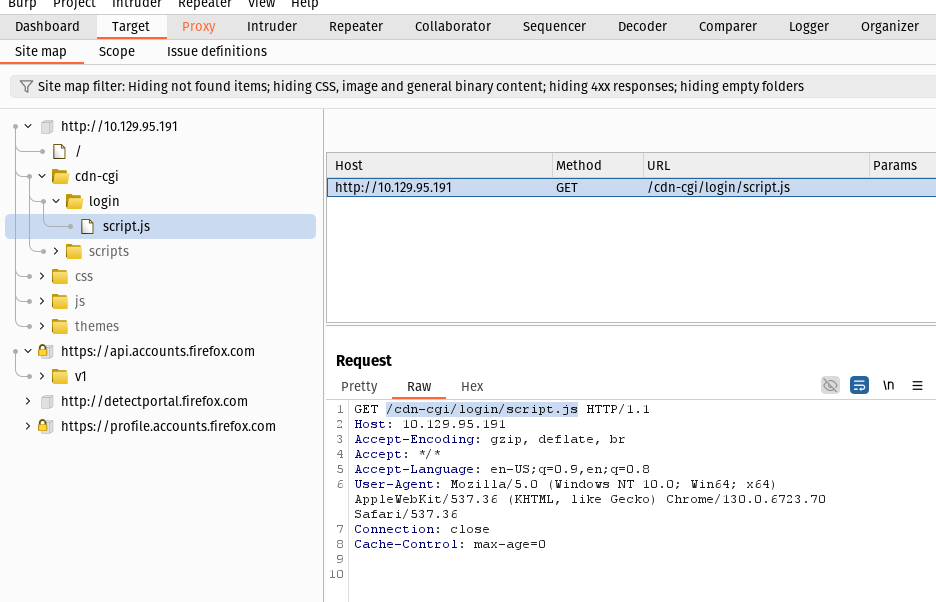 Burp Project Intruder Repeater View Help
Dashboard Target Proxy Intruder Repeater Collaborator Sequencer Decoder Comparer Logger Organizer
Site map Scope Issue definitions
Site map filter: Hiding not found items; hiding CSS, image and general binary content; hiding 4xx responses; hiding empty folders
http://10.129.95.191
/
cdn-cgi
login
script.js
scripts
css
js
themes
https://api.accounts.firefox.com
v1
http://detectportal.firefox.com
https://profile.accounts.firefox.com
Host Method URL Params
http://10.129.95.191 GET /cdn-cgi/login/script.js
Request
Pretty Raw Hex \n
1 GET /cdn-cgi/login/script.js HTTP/1.1
2 Host: 10.129.95.191
3 Accept-Encoding: gzip, deflate, br
4 Accept: */*
5 Accept-Language: en-US;q=0.9,en;q=0.8
6 User-Agent: Mozilla/5.0 (Windows NT 10.0; Win64; x64)
AppleWebKit/537.36 (KHTML, like Gecko) Chrome/130.0.6723.70
Safari/537.36
7 Connection: close
8 Cache-Control: max-age=0
9
10